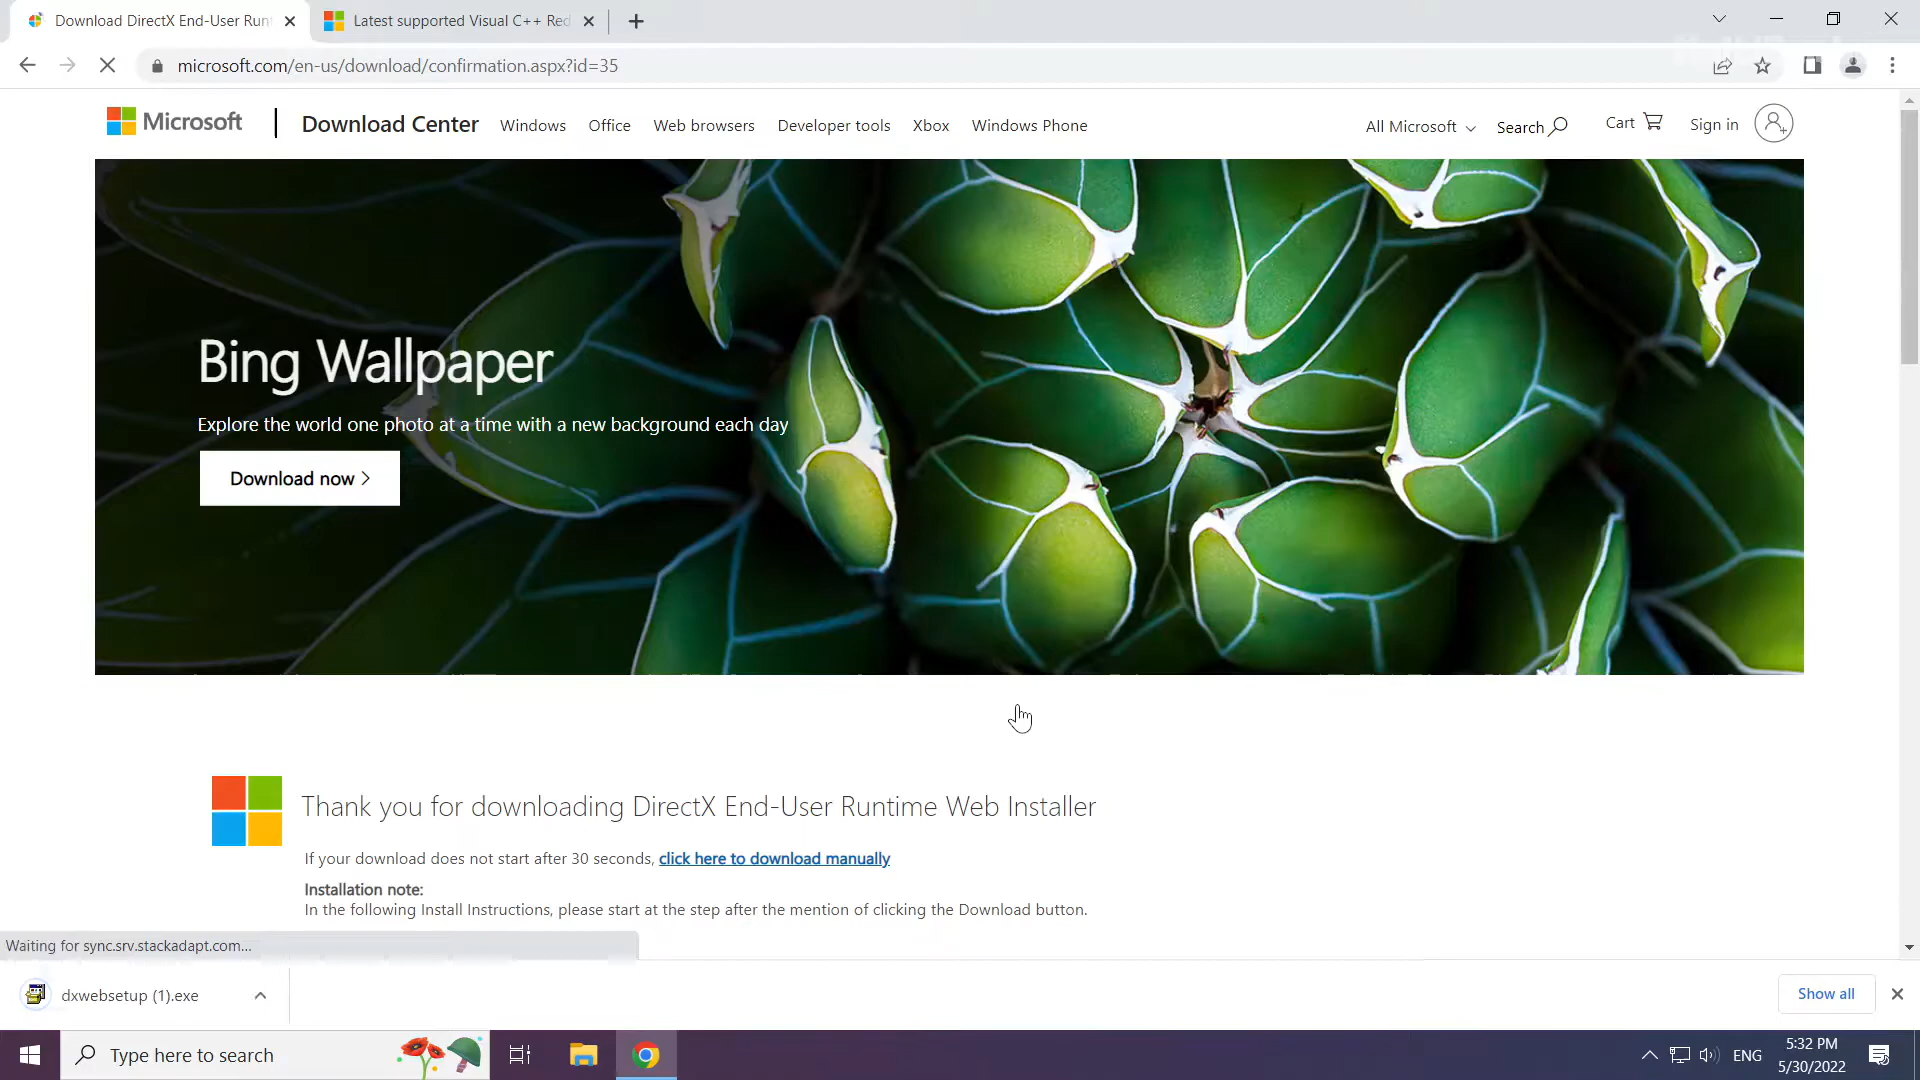 Download DirectX End-User Runt
Latest supported Visual C++ Red
microsoft.com/en-us/download/confirmation.aspx?id=35
Microsoft
Download Center
Windows
Office
Web browsers
Developer tools
Xbox
Windows Phone
All Microsoft
Search
Cart
Sign in
Bing Wallpaper
Explore the world one photo at a time with a new background each day
Download now >
Thank you for downloading DirectX End-User Runtime Web Installer
If your download does not start after 30 seconds, click here to download manually
Installation note:
In the following Install Instructions, please start at the step after the mention of clicking the Download button.
Waiting for sync.srv.stackadapt.com...
dxwebsetup (1).exe
Show all
Type here to search
ENG
5:32 PM
5/30/2022